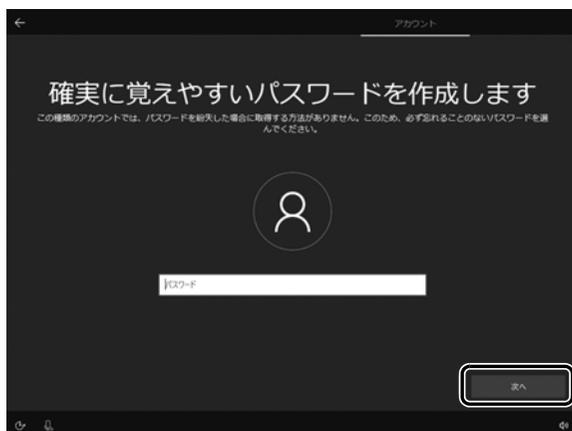 アカウント
確実に覚えやすいパスワードを作成します
この種類のアカウントでは、パスワードを紛失した場合に取得する方法がありません。このため、必ず忘れることのないパスワードを選
んでください。
パスワード
次へ